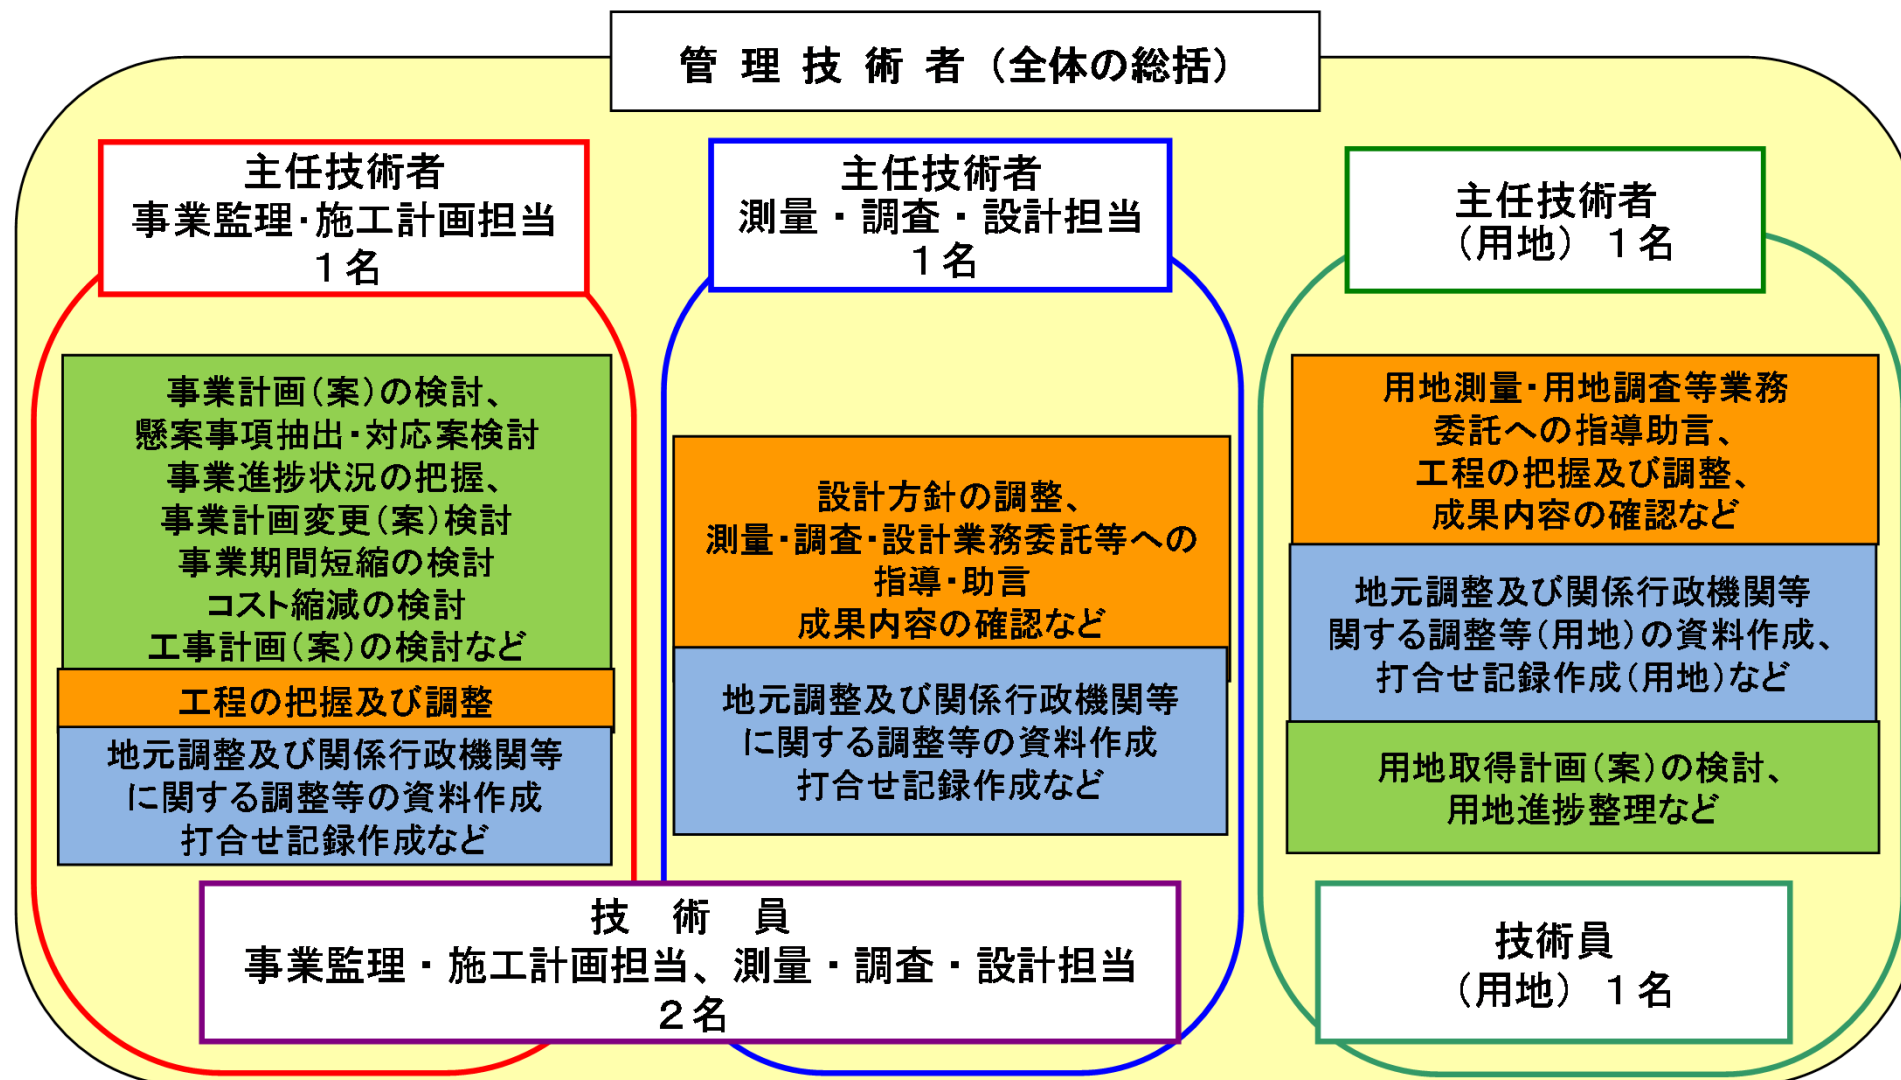 管理技術者（全体の総括）
主任技術者
事業監理・施工計画担当
１名
事業計画（案）の検討、
懸案事項抽出・対応案検討
事業進捗状況の把握、
事業計画変更（案）検討
事業期間短縮の検討
コスト縮減の検討
工事計画（案）の検討など
工程の把握及び調整
地元調整及び関係行政機関等
に関する調整等の資料作成
打合せ記録作成など
主任技術者
測量・調査・設計担当
１名
設計方針の調整、
測量・調査・設計業務委託等への
指導・助言
成果内容の確認など
地元調整及び関係行政機関等
に関する調整等の資料作成
打合せ記録作成など
技　術　員
事業監理・施工計画担当、測量・調査・設計担当
２名
主任技術者
（用地）　１名
用地測量・用地調査等業務
委託への指導助言、
工程の把握及び調整、
成果内容の確認など
地元調整及び関係行政機関等
関する調整等（用地）の資料作成、
打合せ記録作成（用地）など
用地取得計画（案）の検討、
用地進捗整理など
技術員
（用地）　１名